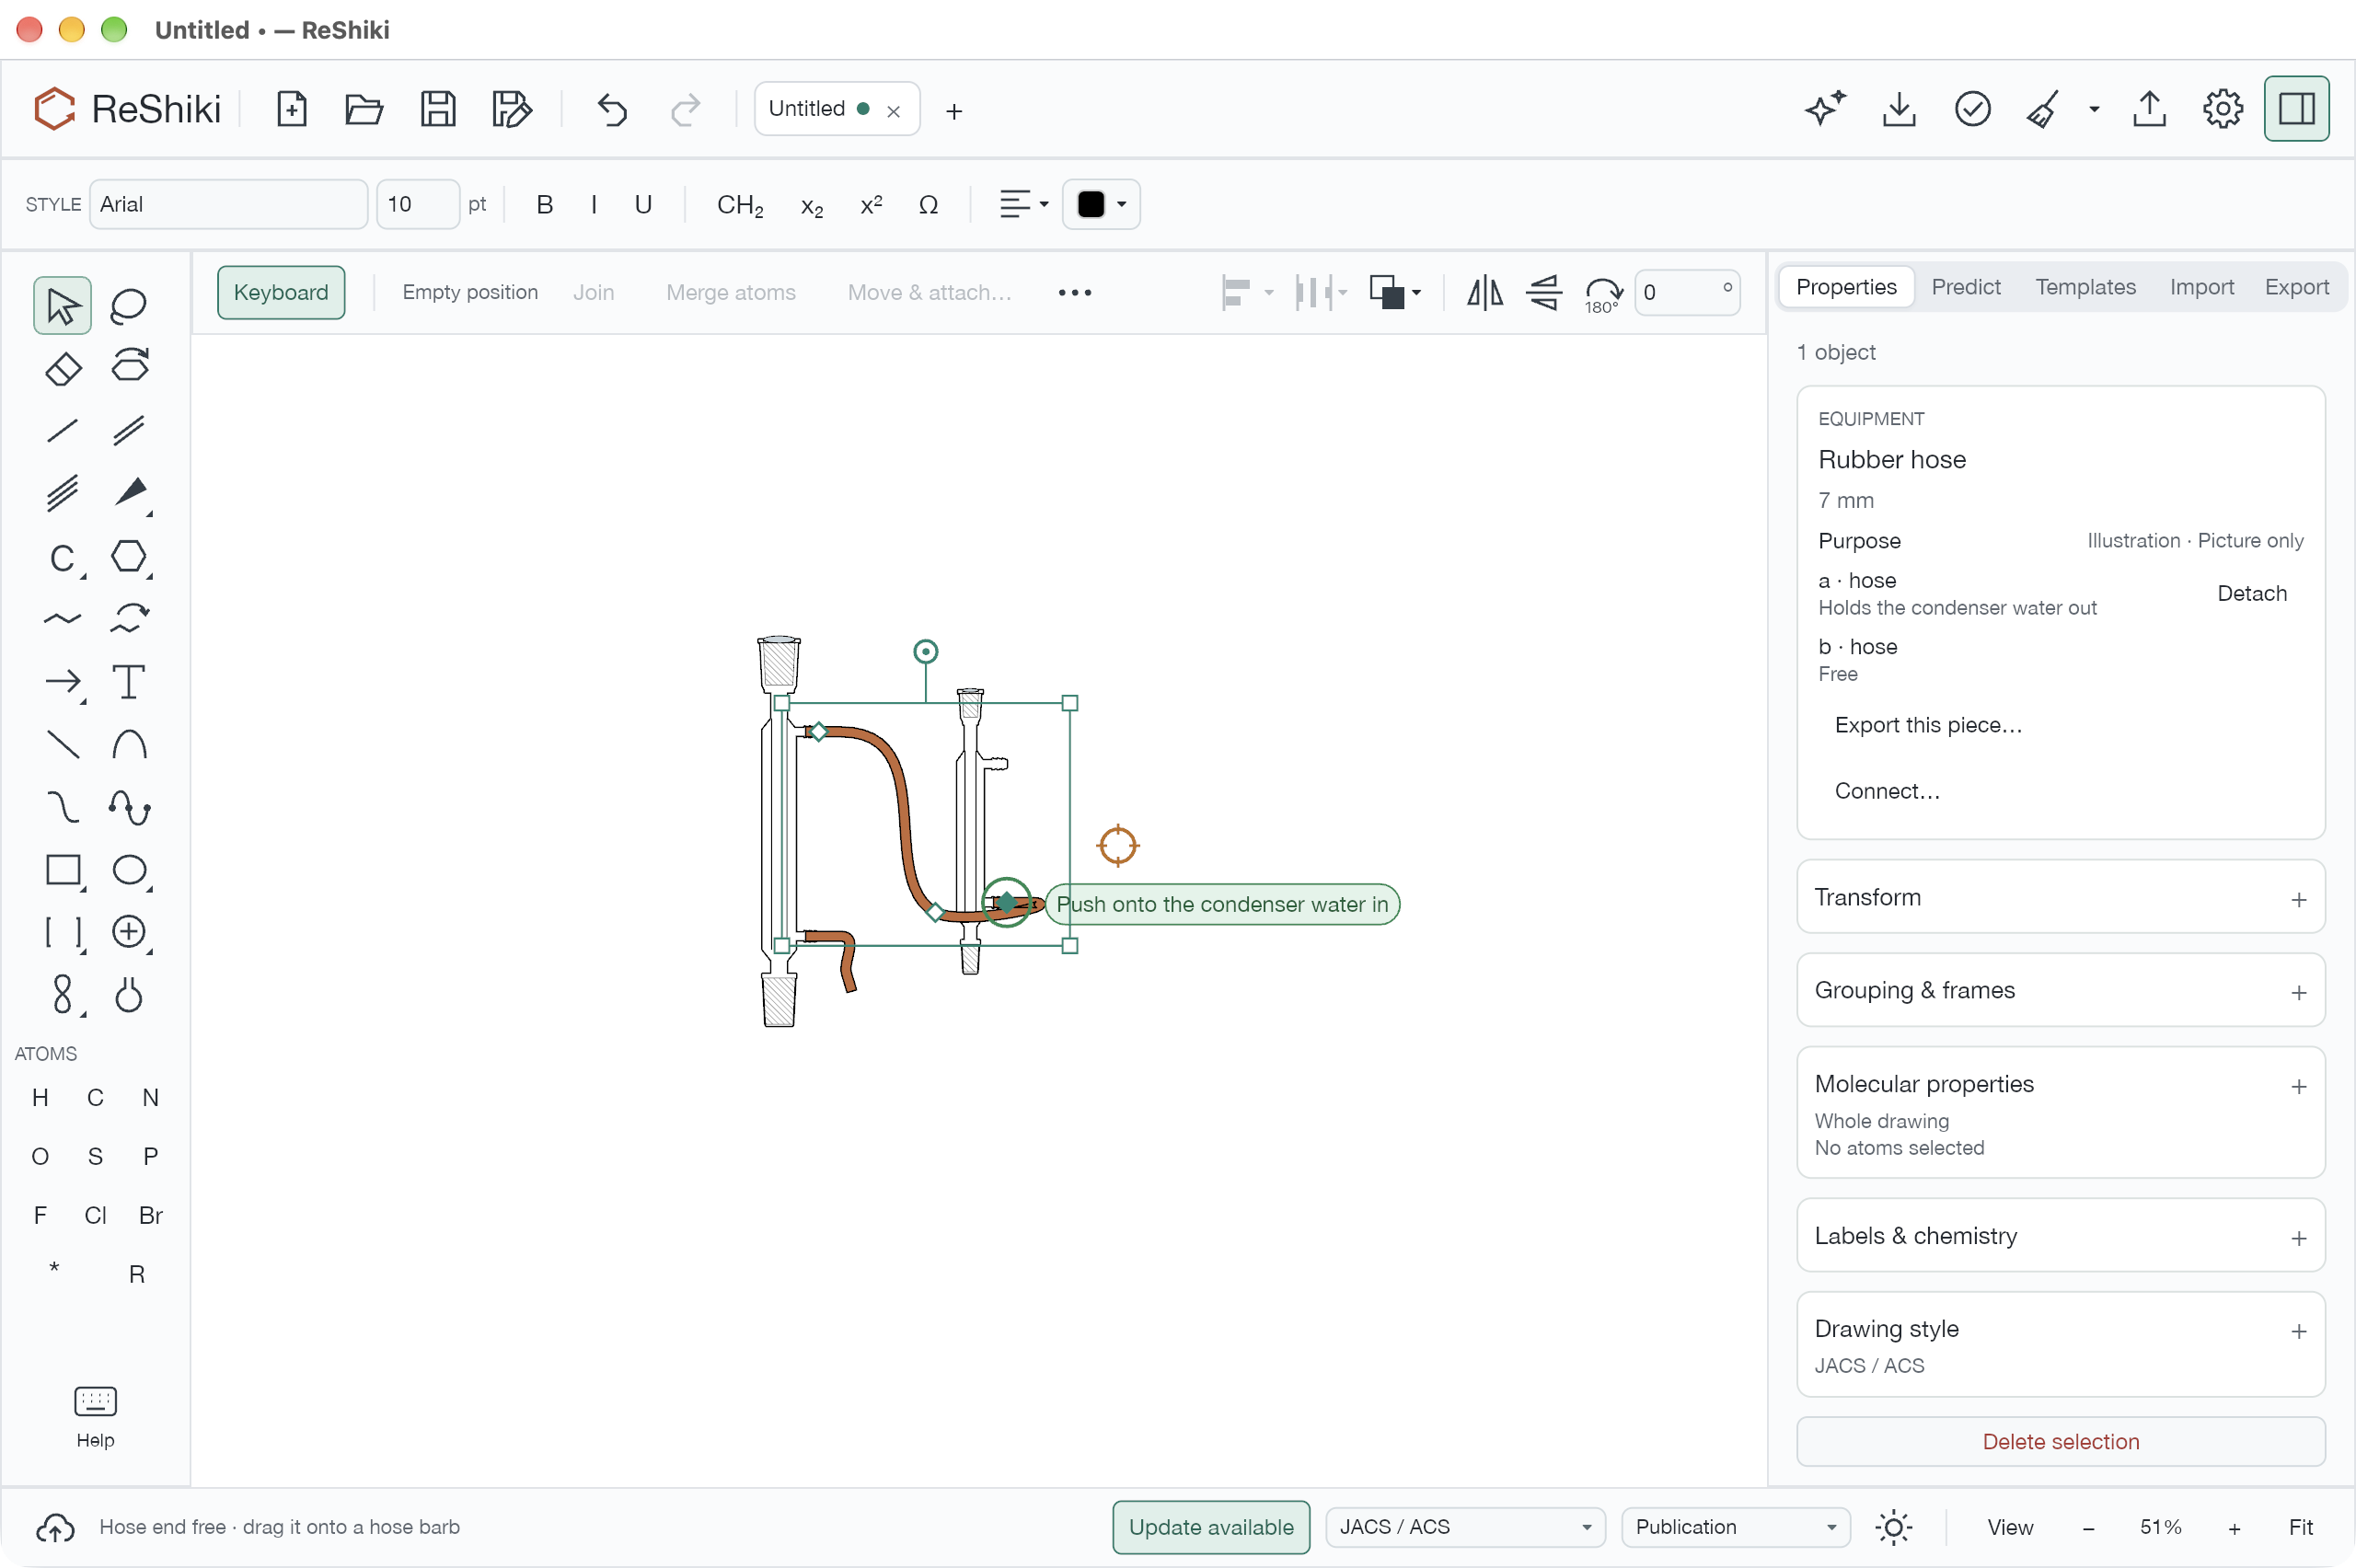 Untitled • — ReShiki
ReShiki
Untitled
STYLE Arial 10 pt B I U CH₂ x₂ x² Ω
Keyboard Empty position Join Merge atoms Move & attach… 180° 0 °
Properties Predict Templates Import Export
1 object
EQUIPMENT
Rubber hose
7 mm
Purpose Illustration · Picture only
a · hose
Holds the condenser water out
Detach
b · hose
Free
Export this piece…
Connect…
Transform
Grouping & frames
Molecular properties
Whole drawing
No atoms selected
Labels & chemistry
Drawing style
JACS / ACS
Delete selection
Push onto the condenser water in
C
T
[ ]
ATOMS
H C N
O S P
F Cl Br
* R
Help
Hose end free · drag it onto a hose barb
Update available JACS / ACS Publication View − 51% + Fit